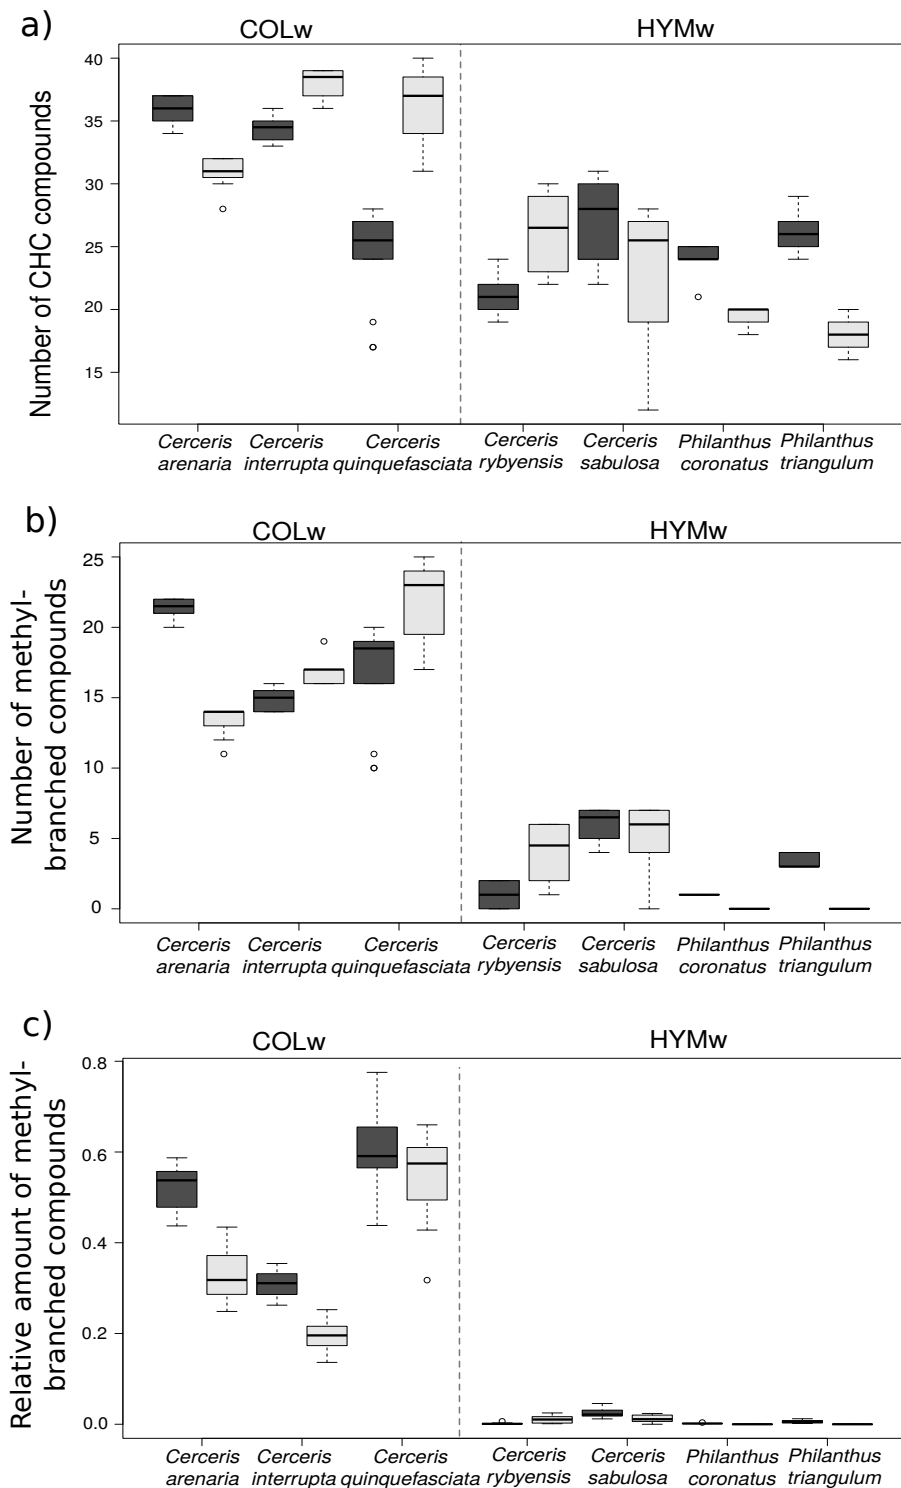 a)
COLw
HYMw
Number of CHC compounds
40
35
30
25
20
15
Cerceris arenaria
Cerceris interrupta
Cerceris quinquefasciata
Cerceris rybyensis
Cerceris sabulosa
Philanthus coronatus
Philanthus triangulum
b)
COLw
HYMw
Number of methyl-
branched compounds
25
20
15
10
5
0
Cerceris arenaria
Cerceris interrupta
Cerceris quinquefasciata
Cerceris rybyensis
Cerceris sabulosa
Philanthus coronatus
Philanthus triangulum
c)
COLw
HYMw
Relative amount of methyl-
branched compounds
0.8
0.6
0.4
0.2
0.0
Cerceris arenaria
Cerceris interrupta
Cerceris quinquefasciata
Cerceris rybyensis
Cerceris sabulosa
Philanthus coronatus
Philanthus triangulum